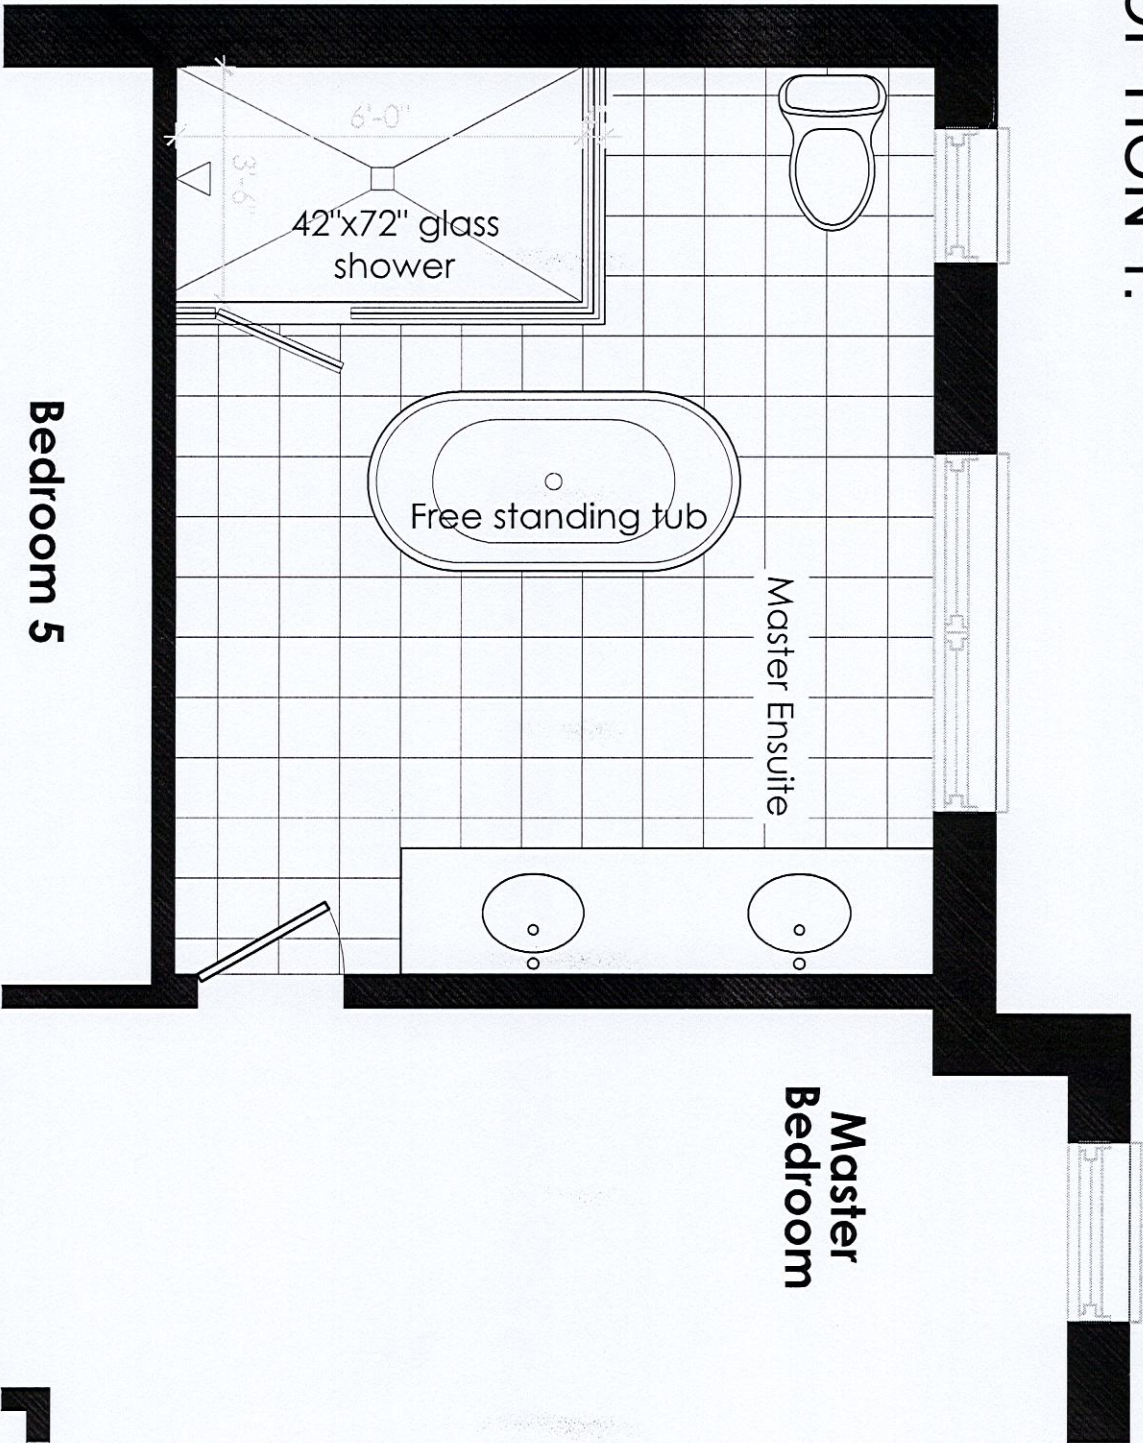 6'-0"
3'-6"
42"x72" glass
shower
Free standing tub
Master Ensuite
Bedroom 5
Master
Bedroom